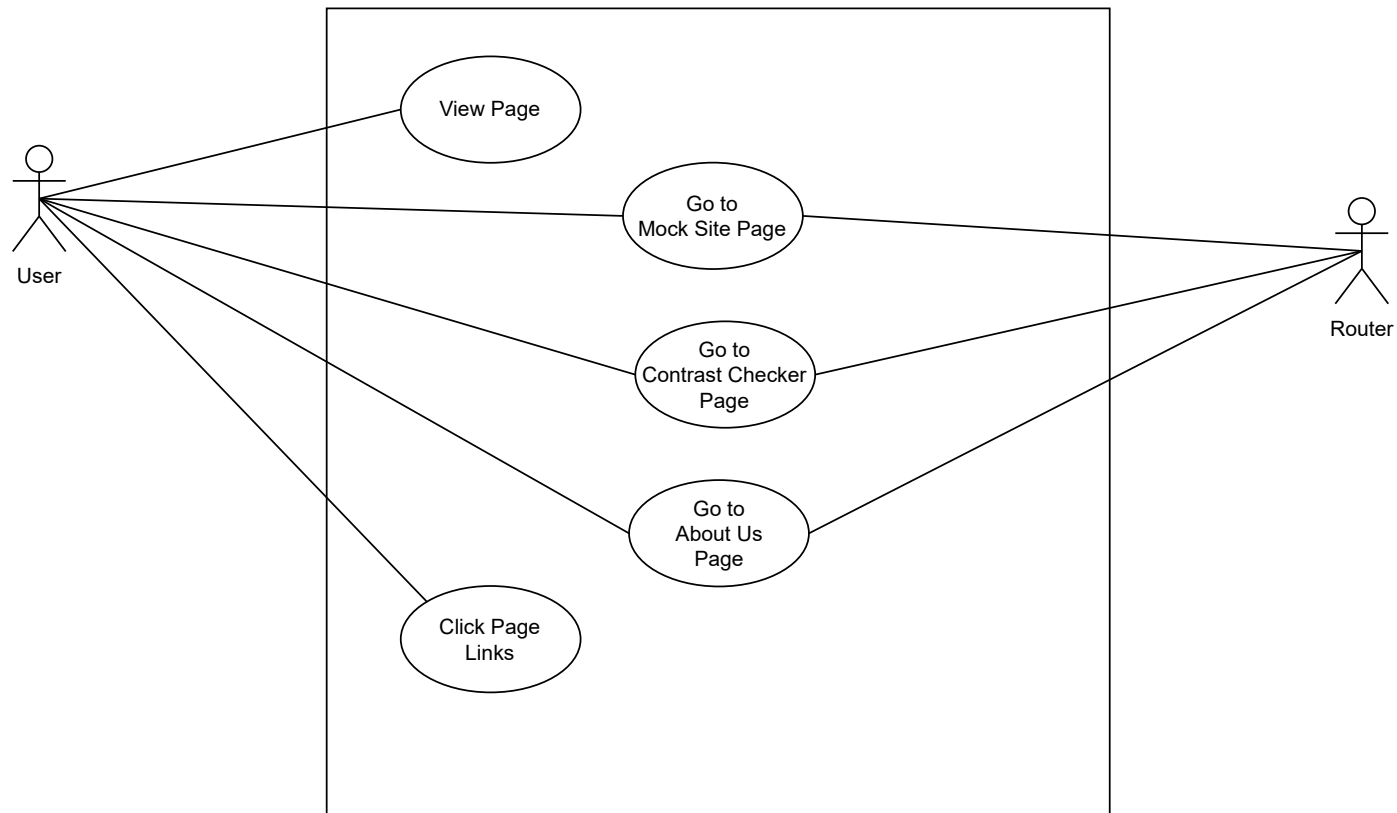 View Page
Go to
Mock Site Page
User
Router
Go to
Contrast Checker
Page
Go to
About Us
Page
Click Page
Links